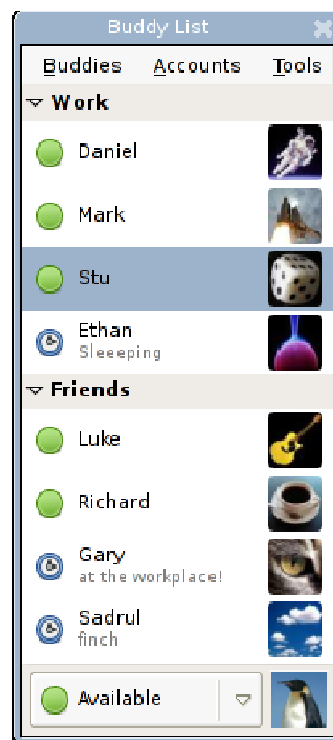 Buddy List
Buddies Accounts Tools
Work
Daniel
Mark
Stu
Ethan
Sleeeping
Friends
Luke
Richard
Gary
at the workplace!
Sadrul
finch
Available